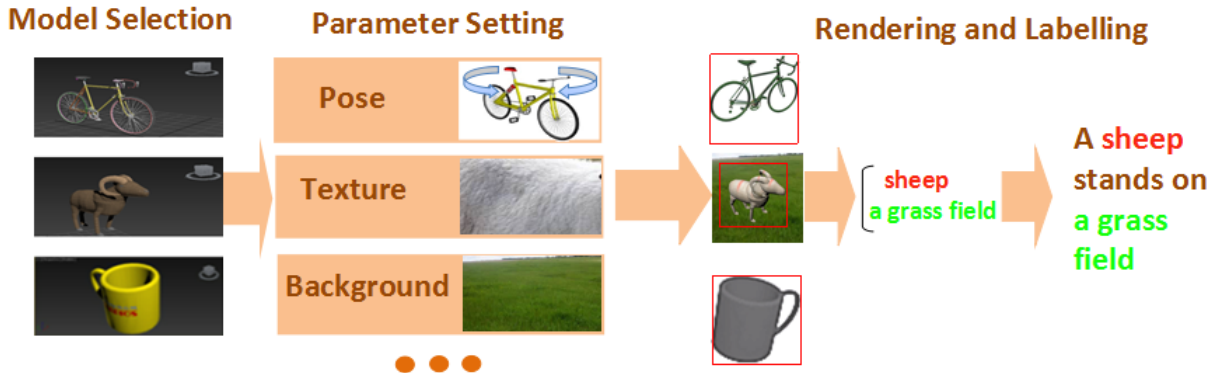 Model Selection
Parameter Setting
Rendering and Labelling
Pose
Texture
Background
sheep
a grass field
A sheep
stands on
a grass
field